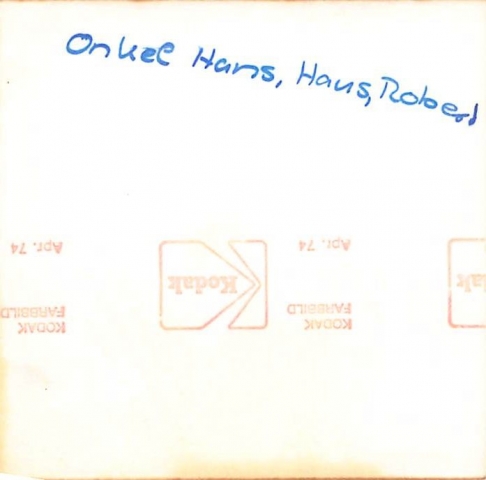 Onkel Hans, Haus, Robert
Apr. 74
Kodak
Apr. 74
KODAK
FARBBILD
KODAK
FARBBILD